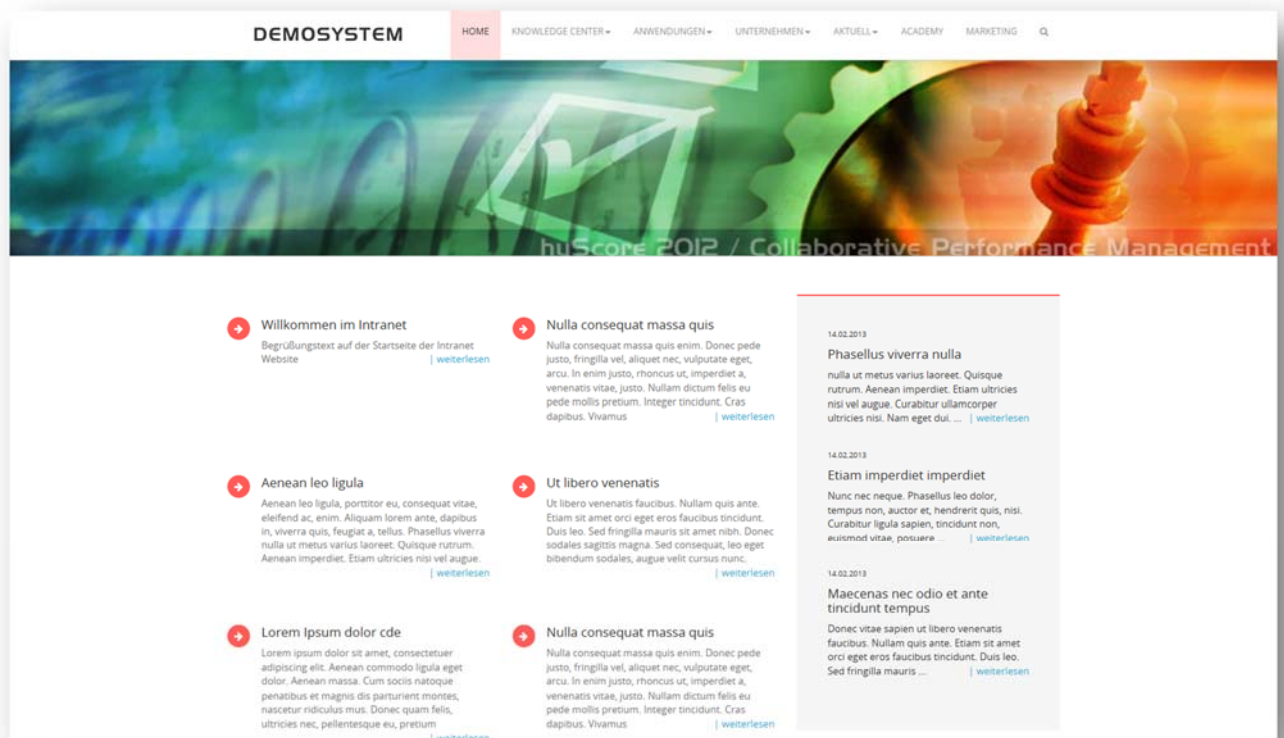 DEMOSYSTEM
HOME
KNOWLEDGE CENTER
ANWENDUNGEN
UNTERNEHMEN
AKTUELL
ACADEMY
MARKETING
huScore 2012 / Collaborative Performance Management
Willkommen im Intranet
Begrüßungstext auf der Startseite der Intranet
Website | weiterlesen
Nulla consequat massa quis
Nulla consequat massa quis enim. Donec pede
justo, fringilla vel, aliquet nec, vulputate eget,
arcu. In enim justo, rhoncus ut, imperdiet a,
venenatis vitae, justo. Nullam dictum felis eu
pede mollis pretium. Integer tincidunt. Cras
dapibus. Vivamus | weiterlesen
Aenean leo ligula
Aenean leo ligula, porttitor eu, consequat vitae,
eleifend ac, enim. Aliquam lorem ante, dapibus
in, viverra quis, feugiat a, tellus. Phasellus viverra
nulla ut metus varius laoreet. Quisque rutrum.
Aenean imperdiet. Etiam ultricies nisi vel augue.
| weiterlesen
Ut libero venenatis
Ut libero venenatis faucibus. Nullam quis ante.
Etiam sit amet orci eget eros faucibus tincidunt.
Duis leo. Sed fringilla mauris sit amet nibh. Donec
sodales sagittis magna. Sed consequat, leo eget
bibendum sodales, augue velit cursus nunc.
| weiterlesen
Lorem Ipsum dolor cde
Lorem ipsum dolor sit amet, consectetuer
adipiscing elit. Aenean commodo ligula eget
dolor. Aenean massa. Cum sociis natoque
penatibus et magnis dis parturient montes,
nascetur ridiculus mus. Donec quam felis,
ultricies nec, pellentesque eu, pretium
| weiterlesen
Nulla consequat massa quis
Nulla consequat massa quis enim. Donec pede
justo, fringilla vel, aliquet nec, vulputate eget,
arcu. In enim justo, rhoncus ut, imperdiet a,
venenatis vitae, justo. Nullam dictum felis eu
pede mollis pretium. Integer tincidunt. Cras
dapibus. Vivamus | weiterlesen
14.02.2013
Phasellus viverra nulla
nulla ut metus varius laoreet. Quisque
rutrum. Aenean imperdiet. Etiam ultricies
nisi vel augue. Curabitur ullamcorper
ultricies nisi. Nam eget dui. ... | weiterlesen
14.02.2013
Etiam imperdiet imperdiet
Nunc nec neque. Phasellus leo dolor,
tempus non, auctor et, hendrerit quis, nisi.
Curabitur ligula sapien, tincidunt non,
euismod vitae, posuere ... | weiterlesen
14.02.2013
Maecenas nec odio et ante
tincidunt tempus
Donec vitae sapien ut libero venenatis
faucibus. Nullam quis ante. Etiam sit amet
orci eget eros faucibus tincidunt. Duis leo.
Sed fringilla mauris ... | weiterlesen